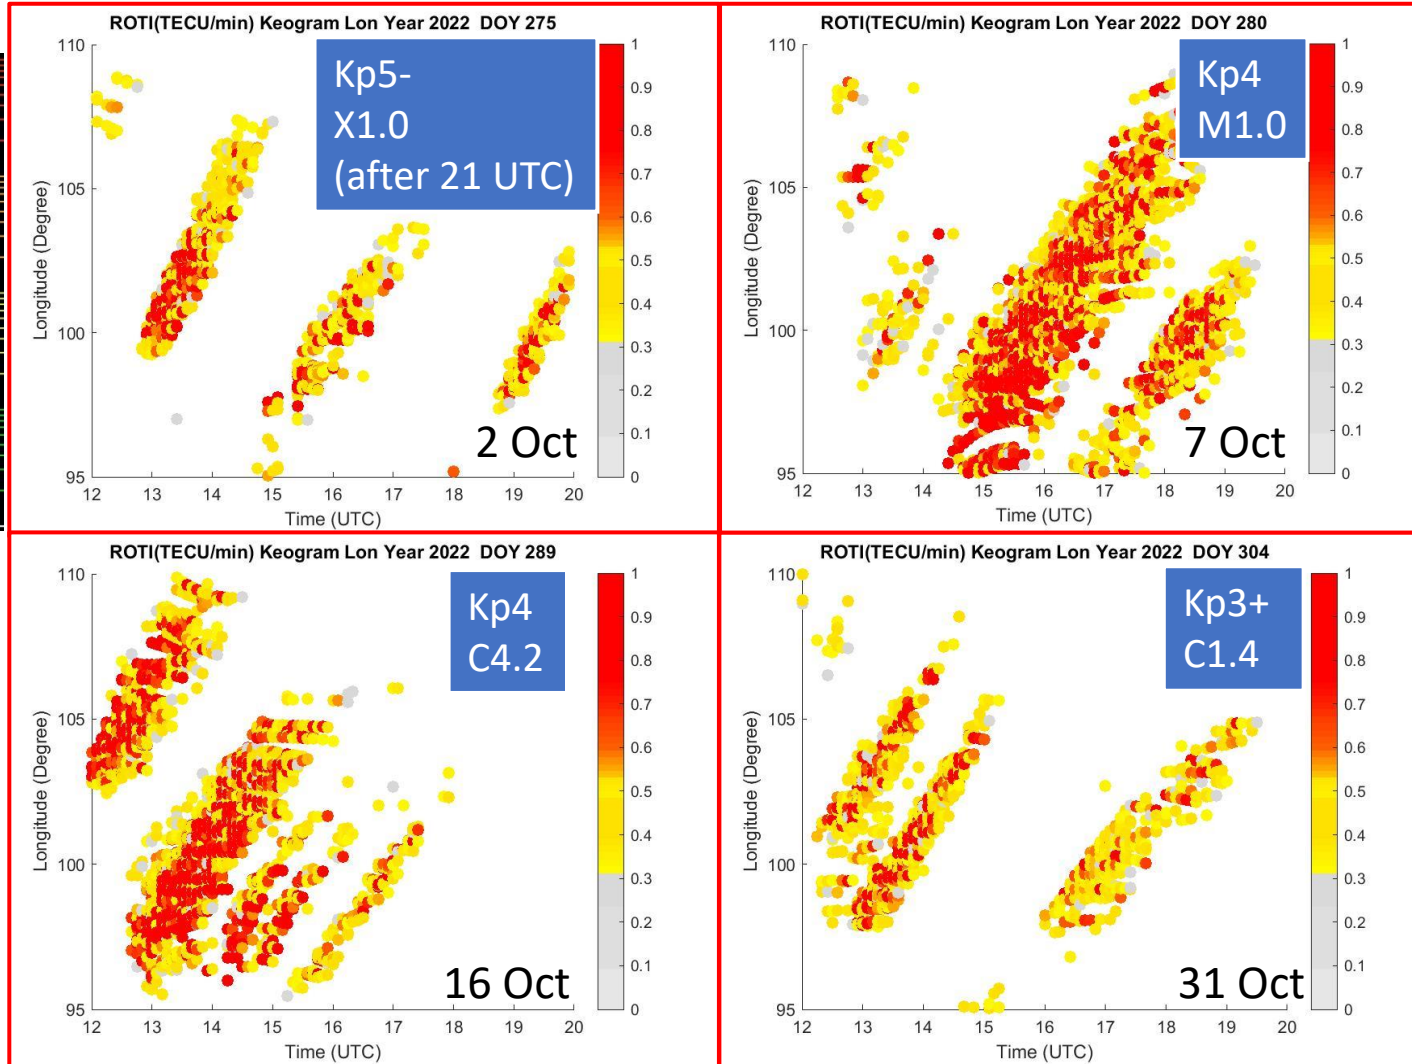 ROTI(TECU/min) Keogram Lon Year 2022 DOY 275
110
105
100
95
Longitude (Degree)
12 13 14 15 16 17 18 19 20
Time (UTC)
1
0.9
0.8
0.7
0.6
0.5
0.4
0.3
0.2
0.1
0
Kp5-
X1.0
(after 21 UTC)
2 Oct
ROTI(TECU/min) Keogram Lon Year 2022 DOY 280
110
105
100
95
Longitude (Degree)
12 13 14 15 16 17 18 19 20
Time (UTC)
1
0.9
0.8
0.7
0.6
0.5
0.4
0.3
0.2
0.1
0
Kp4
M1.0
7 Oct
ROTI(TECU/min) Keogram Lon Year 2022 DOY 289
110
105
100
95
Longitude (Degree)
12 13 14 15 16 17 18 19 20
Time (UTC)
1
0.9
0.8
0.7
0.6
0.5
0.4
0.3
0.2
0.1
0
Kp4
C4.2
16 Oct
ROTI(TECU/min) Keogram Lon Year 2022 DOY 304
110
105
100
95
Longitude (Degree)
12 13 14 15 16 17 18 19 20
Time (UTC)
1
0.9
0.8
0.7
0.6
0.5
0.4
0.3
0.2
0.1
0
Kp3+
C1.4
31 Oct